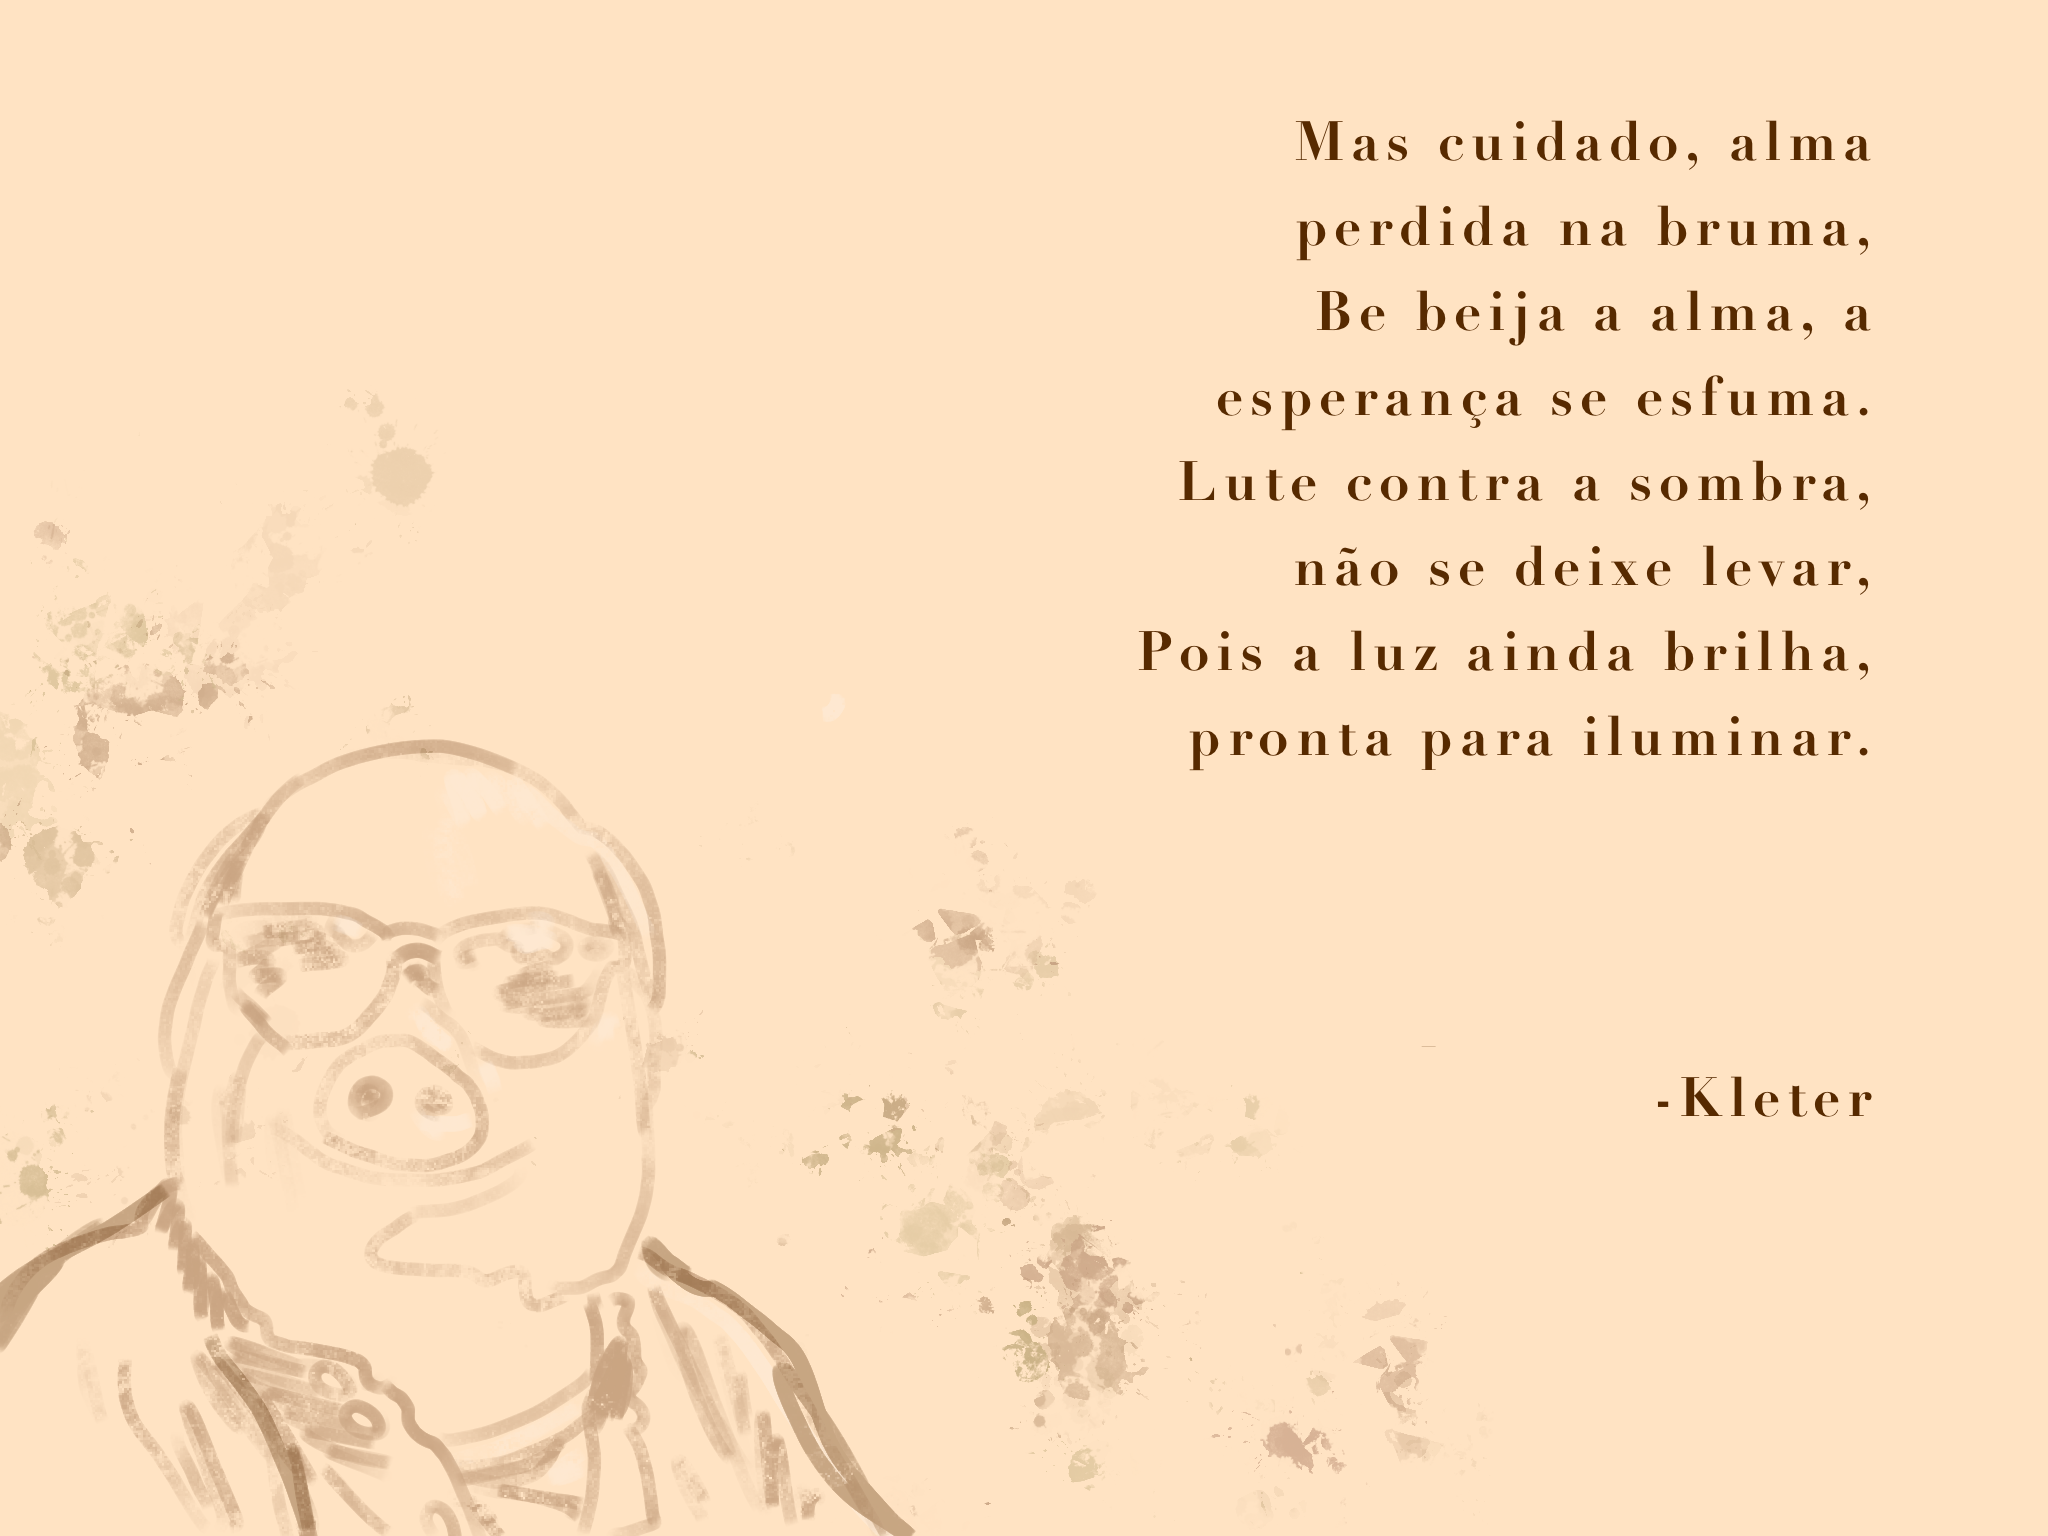 Mas cuidado, alma
perdida na bruma,
Be beija a alma, a
esperança se esfuma.
Lute contra a sombra,
não se deixe levar,
Pois a luz ainda brilha,
pronta para iluminar.
-Kleter